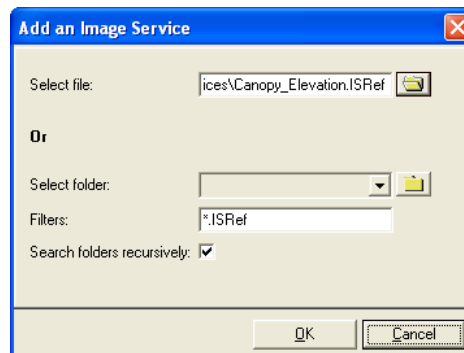 Add an Image Service
Select file: ices\Canopy_Elevation.ISRef
Or
Select folder:
Filters: *.ISRef
Search folders recursively:
OK Cancel